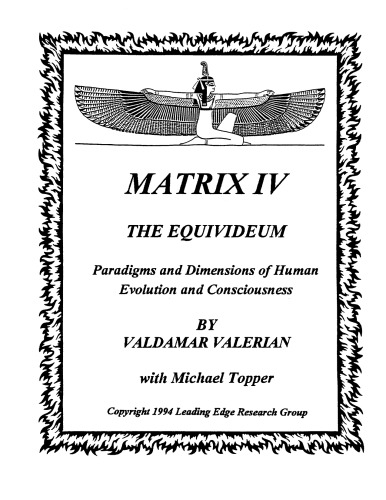 MATRIX IV
THE EQUIVIDEUM
Paradigms and Dimensions of Human
Evolution and Consciousness
BY
VALDAMAR VALERIAN
with Michael Topper
Copyright 1994 Leading Edge Research Group